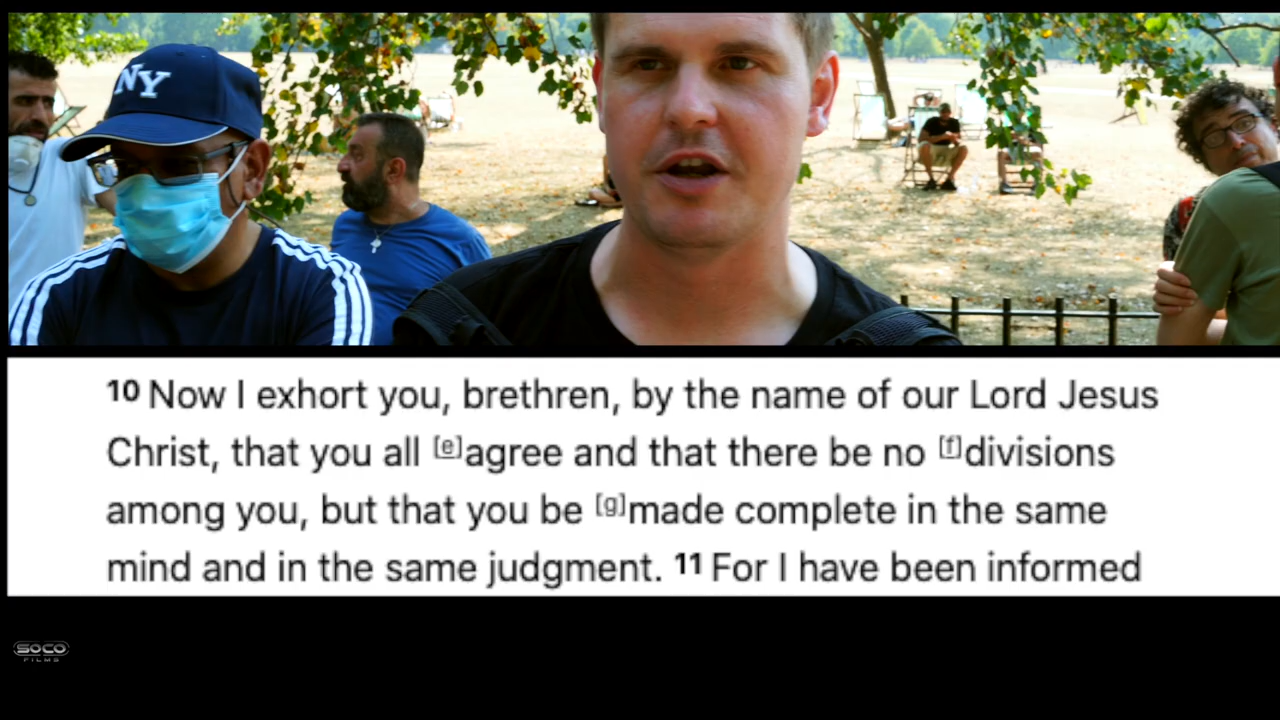 NY
10 Now I exhort you, brethren, by the name of our Lord Jesus
Christ, that you all [e]agree and that there be no [f]divisions
among you, but that you be [g]made complete in the same
mind and in the same judgment. 11 For I have been informed
SOCO
FILMS